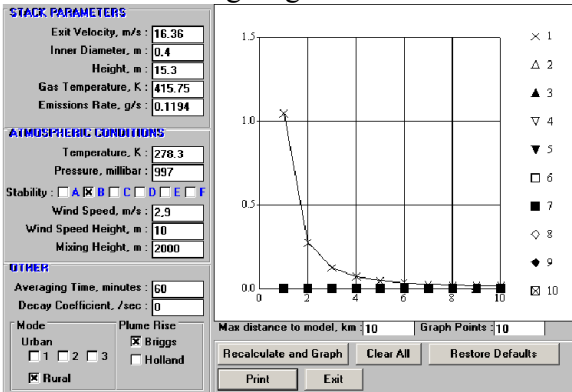 STACK PARAMETERS
Exit Velocity, m/s : 16.36
Inner Diameter, m : 0.4
Height, m : 15.3
Gas Temperature, K : 415.75
Emissions Rate, g/s : 0.1194
ATMOSPHERIC CONDITIONS
Temperature, K : 278.3
Pressure, millibar : 997
Stability : A B C D E F
Wind Speed, m/s : 2,9
Wind Speed Height, m : 10
Mixing Height, m : 2000
OTHER
Averaging Time, minutes : 60
Decay Coefficient, /sec : 0
Mode
Urban
1 2 3
Rural
Plume Rise
Briggs
Holland
1.5
1.0
0.5
0.0
0 2 4 6 8 10
1
2
3
4
5
6
7
8
9
10
Max distance to model, km : 10 Graph Points : 10
Recalculate and Graph Clear All Restore Defaults
Print Exit